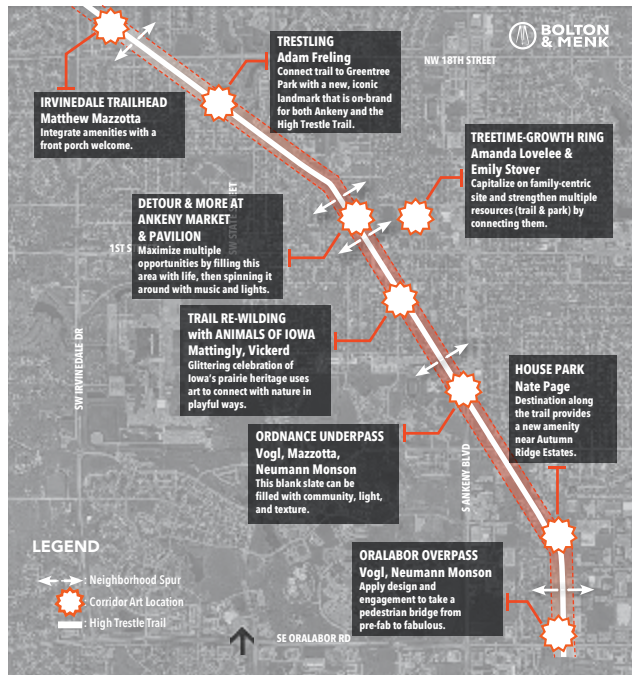 BOLTON
& MENK
NW 18TH STREET
TRESTLING
Adam Freling
Connect trail to Greentree
Park with a new, iconic
landmark that is on-brand
for both Ankeny and the
High Trestle Trail.
IRVINEDALE TRAILHEAD
Matthew Mazzotta
Integrate amenities with a
front porch welcome.
TREETIME-GROWTH RING
Amanda Lovelee &
Emily Stover
Capitalize on family-centric
site and strengthen multiple
resources (trail & park) by
connecting them.
DETOUR & MORE AT
ANKENY MARKET
& PAVILION
Maximize multiple
opportunities by filling this
area with life, then spinning it
around with music and lights.
1ST S
TRAIL RE-WILDING
with ANIMALS OF IOWA
Mattingly, Vickerd
Glittering celebration of
Iowa's prairie heritage uses
art to connect with nature in
playful ways.
SW IRVINEDALE DR
HOUSE PARK
Nate Page
Destination along
the trail provides
a new amenity
near Autumn
Ridge Estates.
ORDNANCE UNDERPASS
Vogl, Mazzotta,
Neumann Monson
This blank slate can be
filled with community, light,
and texture.
S ANKENY BLVD
ORALABOR OVERPASS
Vogl, Neumann Monson
Apply design and
engagement to take a
pedestrian bridge from
pre-fab to fabulous.
LEGEND
: Neighborhood Spur
: Corridor Art Location
: High Trestle Trail
SE ORALABOR RD